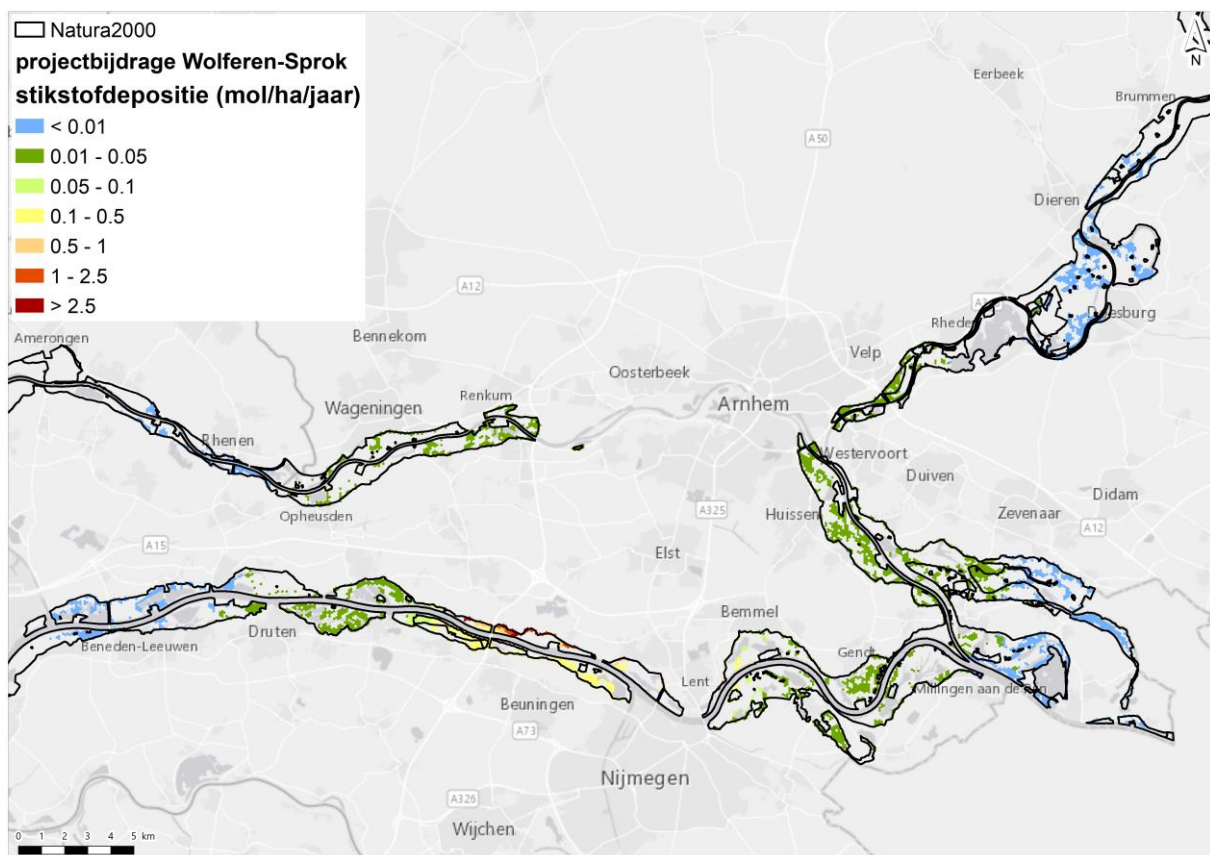 Natura2000
projectbijdrage Wolferen-Sprok
stikstofdepositie (mol/ha/jaar)
< 0.01
0.01 - 0.05
0.05 - 0.1
0.1 - 0.5
0.5 - 1
1 - 2.5
> 2.5
N
Eerbeek
Brummen
A50
Dieren
A12
Amerongen
Bennekom
Rheden
Velp
Oosterbeek
Renkum
Arnhem
Wageningen
Rhenen
Westervoort
Duiven
Didam
Opheusden
A325
Huissen
Zevenaar
A12
A15
Elst
Bemmel
Druten
Beneden-Leeuwen
Gendt
Lent
Beuningen
A73
Nijmegen
A326
Wijchen
0 1 2 3 4 5 km